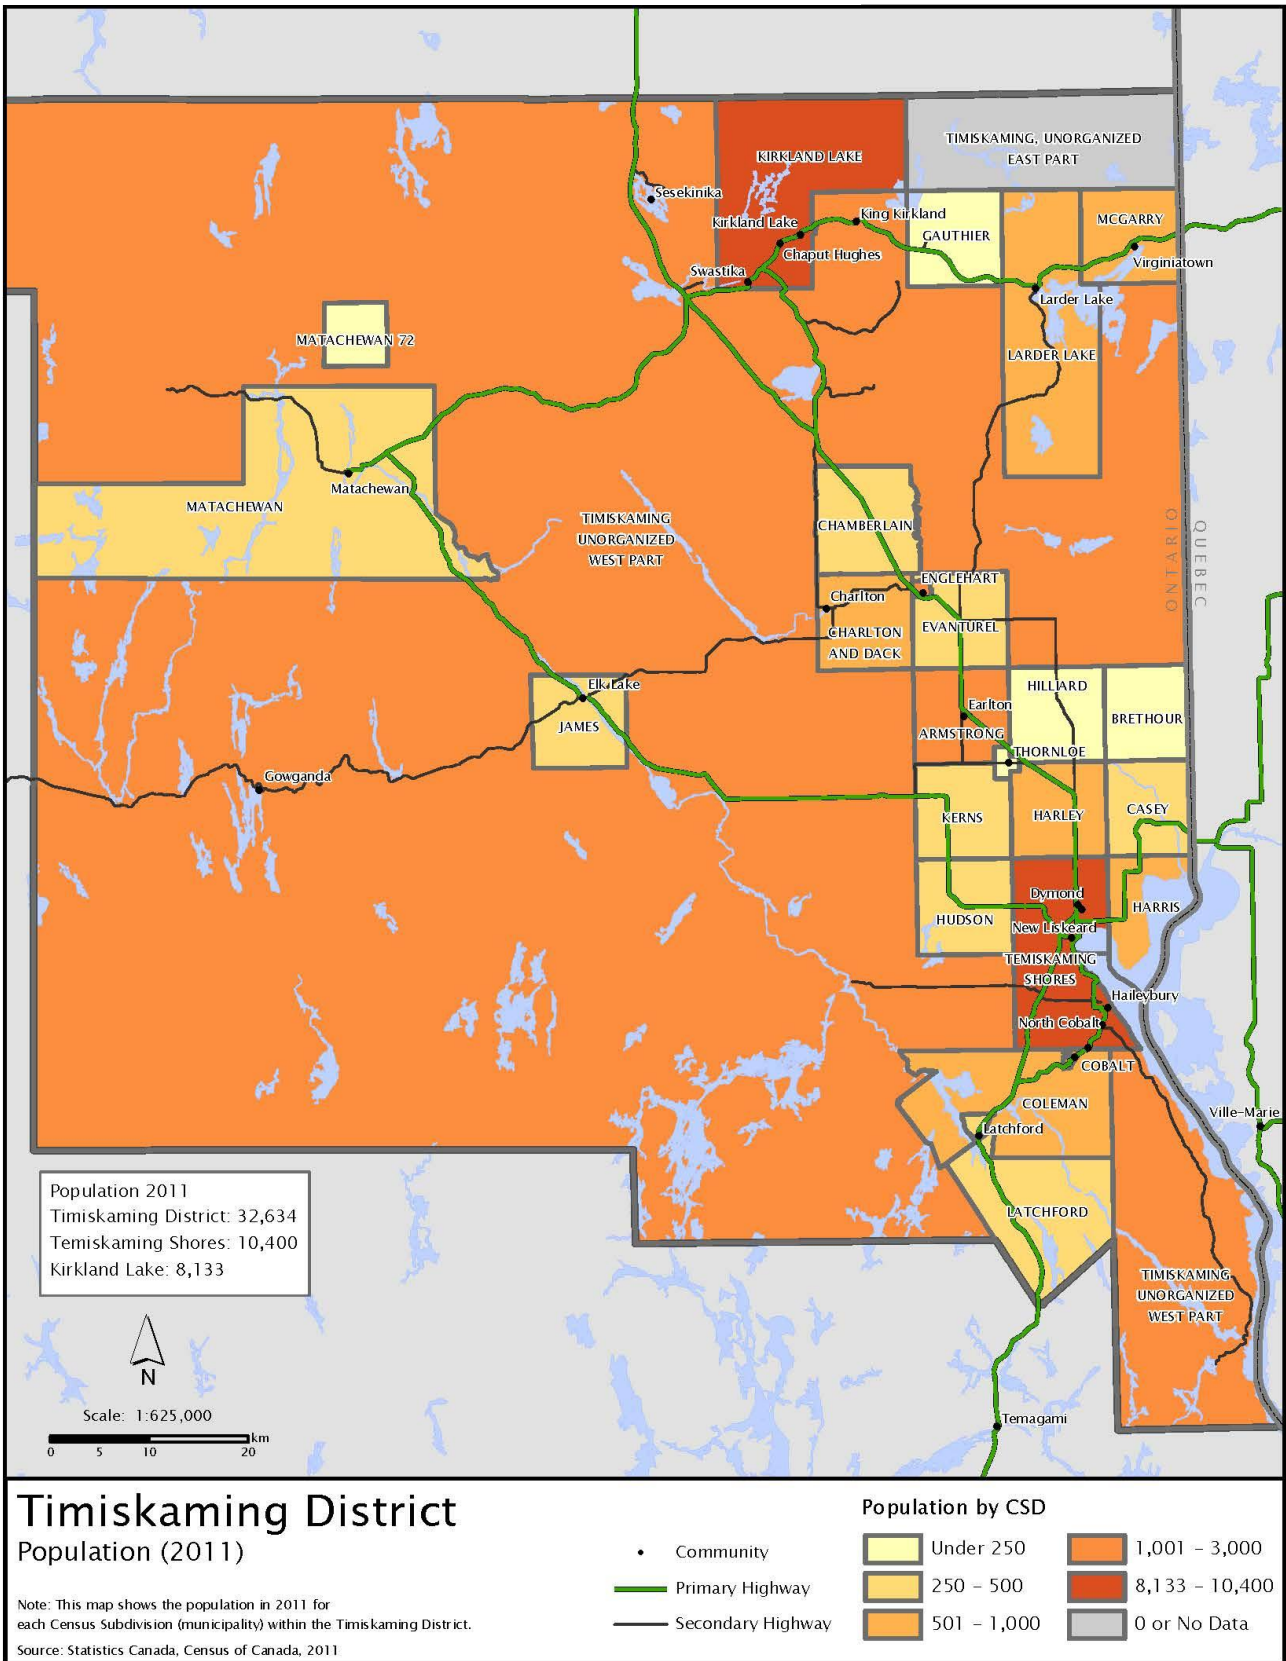 TIMISKAMING, UNORGANIZED
EAST PART
KIRKLAND LAKE
Sesekinika
Kirkland Lake
King Kirkland
MCGARRY
GAUTHIER
Chaput Hughes
Virginiatown
Swastika
Larder Lake
MATACHEWAN 72
LARDER LAKE
Matachewan
MATACHEWAN
TIMISKAMING
UNORGANIZED
WEST PART
CHAMBERLAIN
ONTARIO
QUEBEC
ENGLEHART
Charlton
CHARLTON
AND DACK
EVANTUREL
Elk Lake
JAMES
HILLIARD
Earlton
BRETHOUR
ARMSTRONG
THORNLOE
Gowganda
KERNS
HARLEY
CASEY
Dymond
HARRIS
HUDSON
New Liskeard
TEMISKAMING
SHORES
Haileybury
North Cobalt
COBALT
COLEMAN
Latchford
Ville-Marie
LATCHFORD
TIMISKAMING
UNORGANIZED
WEST PART
Temagami
Population 2011
Timiskaming District: 32,634
Temiskaming Shores: 10,400
Kirkland Lake: 8,133
N
Scale: 1:625,000
km
0 5 10 20
Timiskaming District
Population (2011)
Note: This map shows the population in 2011 for
each Census Subdivision (municipality) within the Timiskaming District.
Source: Statistics Canada, Census of Canada, 2011
Community
Primary Highway
Secondary Highway
Population by CSD
Under 250
250 - 500
501 - 1,000
1,001 - 3,000
8,133 - 10,400
0 or No Data